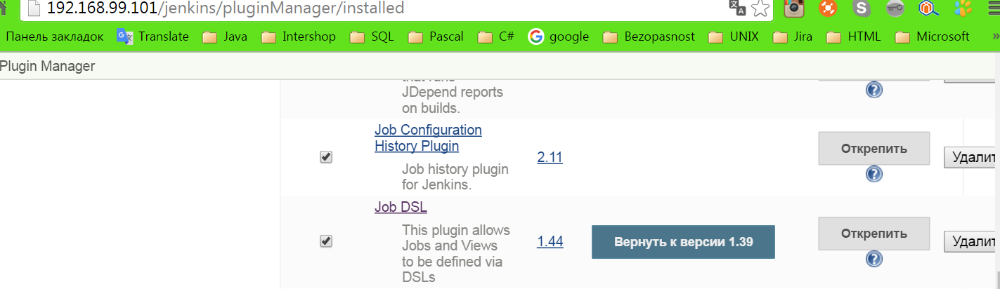 192.168.99.101/jenkins/pluginManager/installed
Панель закладок Translate Java Intershop SQL Pascal C# google Bezopasnost UNIX Jira HTML Microsoft »
Plugin Manager
that runs
JDepend reports
on builds.
Job Configuration
History Plugin
2.11
Открепить
Удалит
Job history plugin
for Jenkins.
Job DSL
This plugin allows
Jobs and Views
to be defined via
DSLs
1.44
Вернуть к версии 1.39
Открепить
Удалит